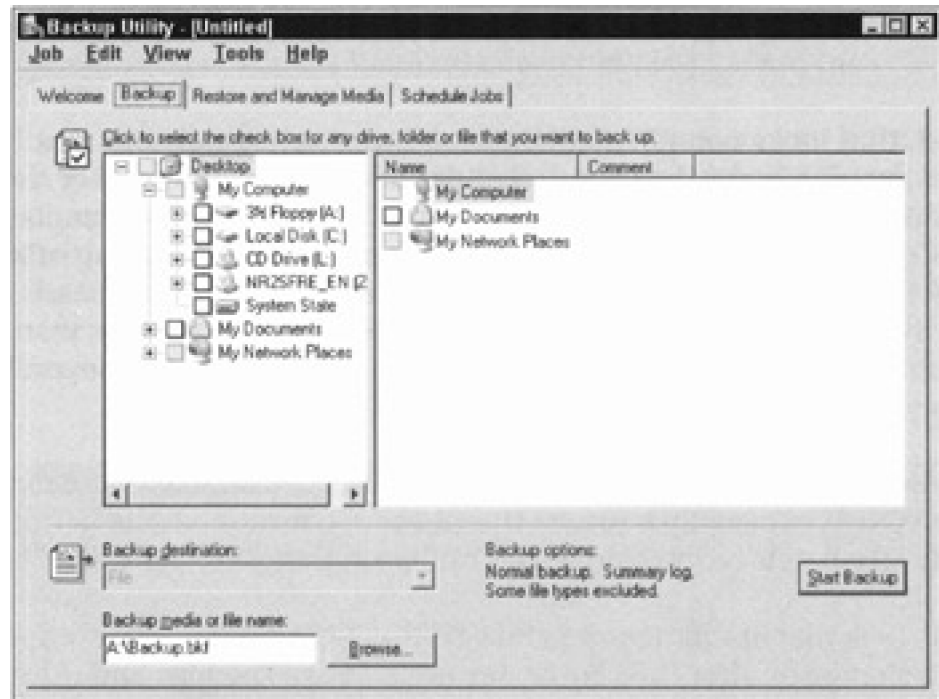 Backup Utility - [Untitled]
Job Edit View Tools Help
Welcome Backup Restore and Manage Media Schedule Jobs
Click to select the check box for any drive, folder or file that you want to back up.
Desktop
My Computer
3½ Floppy (A:)
Local Disk (C:)
CD Drive (L:)
NR2SFRE_EN (Z
System State
My Documents
My Network Places
Name Comment
My Computer
My Documents
My Network Places
Backup destination:
File
Backup media or file name:
A:\Backup.bkf
Browse...
Backup options:
Normal backup. Summary log.
Some file types excluded.
Start Backup